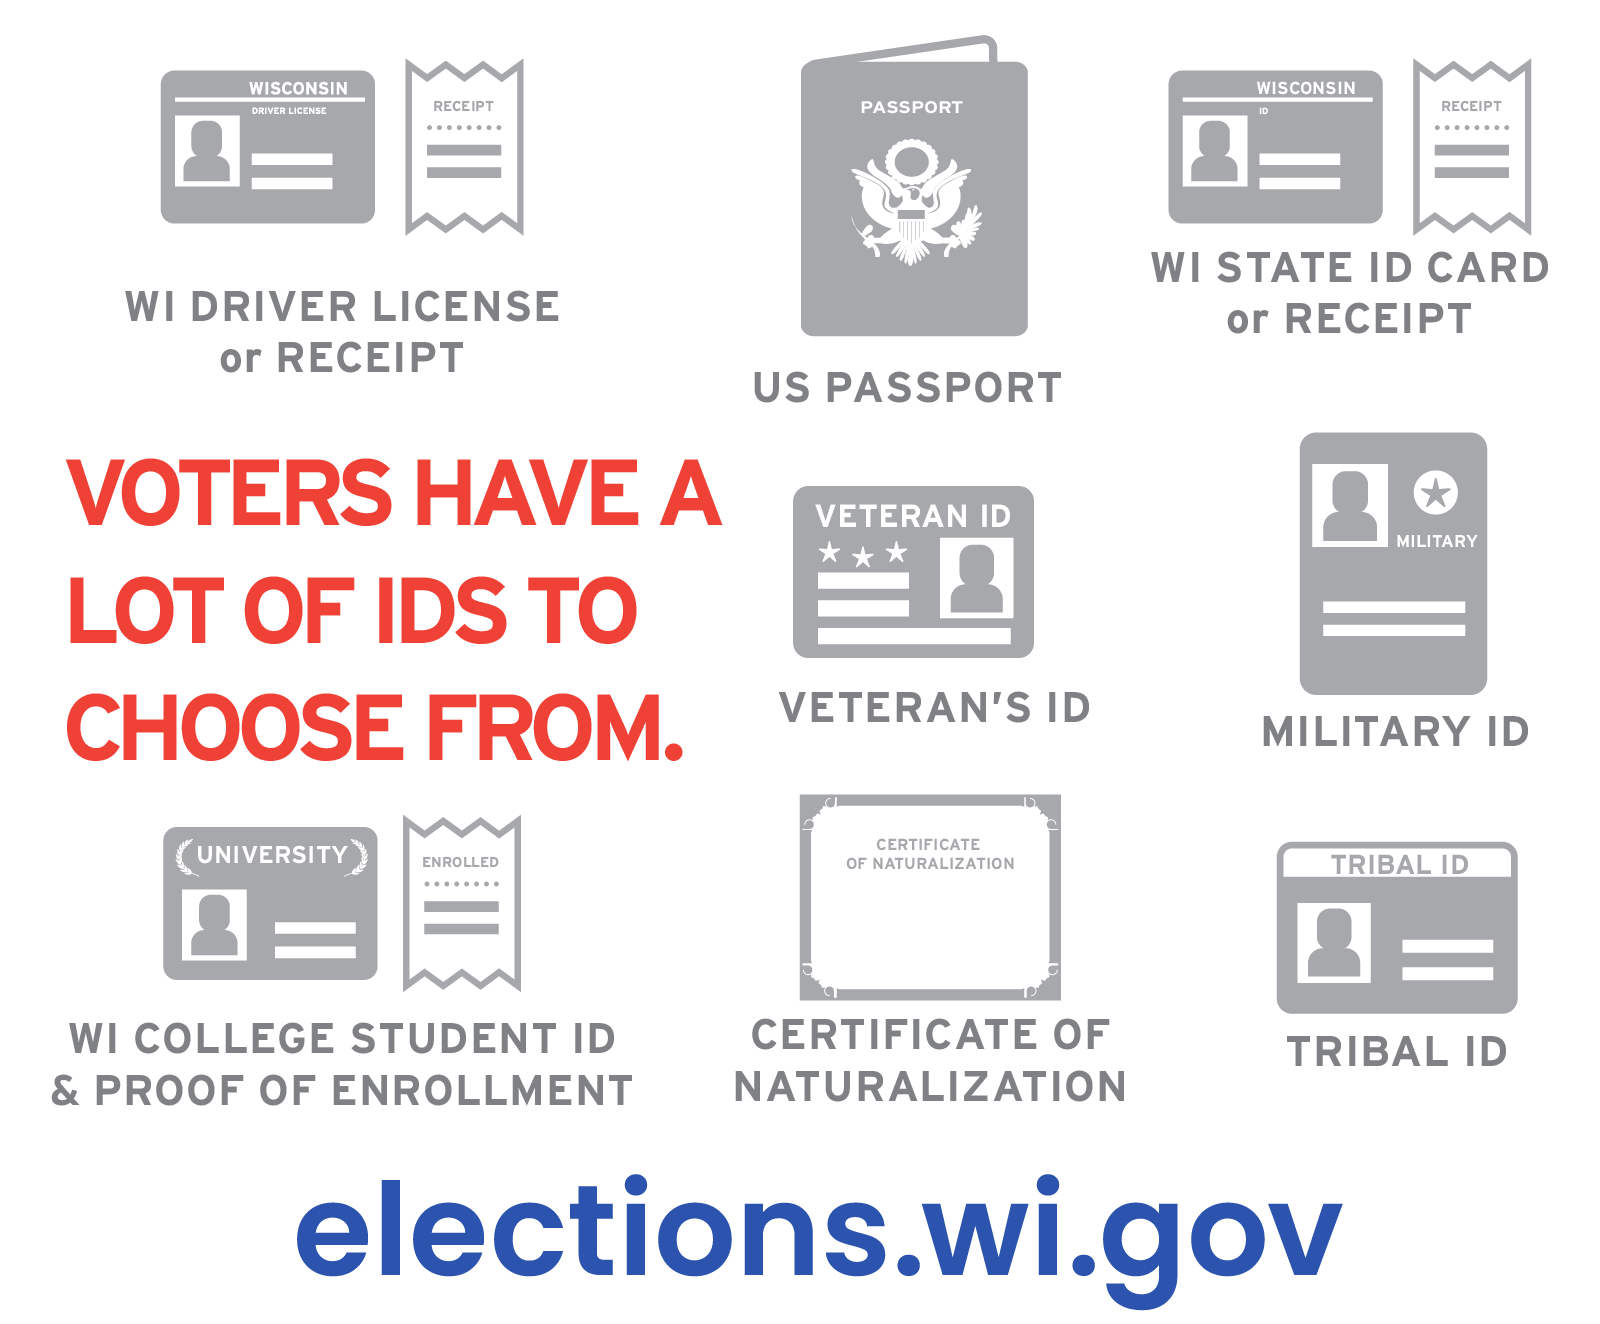 WISCONSIN
DRIVER LICENSE
RECEIPT
WI DRIVER LICENSE
or RECEIPT
PASSPORT
US PASSPORT
WISCONSIN
ID
RECEIPT
WI STATE ID CARD
or RECEIPT
VOTERS HAVE A
LOT OF IDS TO
CHOOSE FROM.
VETERAN ID
VETERAN'S ID
MILITARY
MILITARY ID
UNIVERSITY
ENROLLED
WI COLLEGE STUDENT ID
& PROOF OF ENROLLMENT
CERTIFICATE
OF NATURALIZATION
CERTIFICATE OF
NATURALIZATION
TRIBAL ID
TRIBAL ID
elections.wi.gov